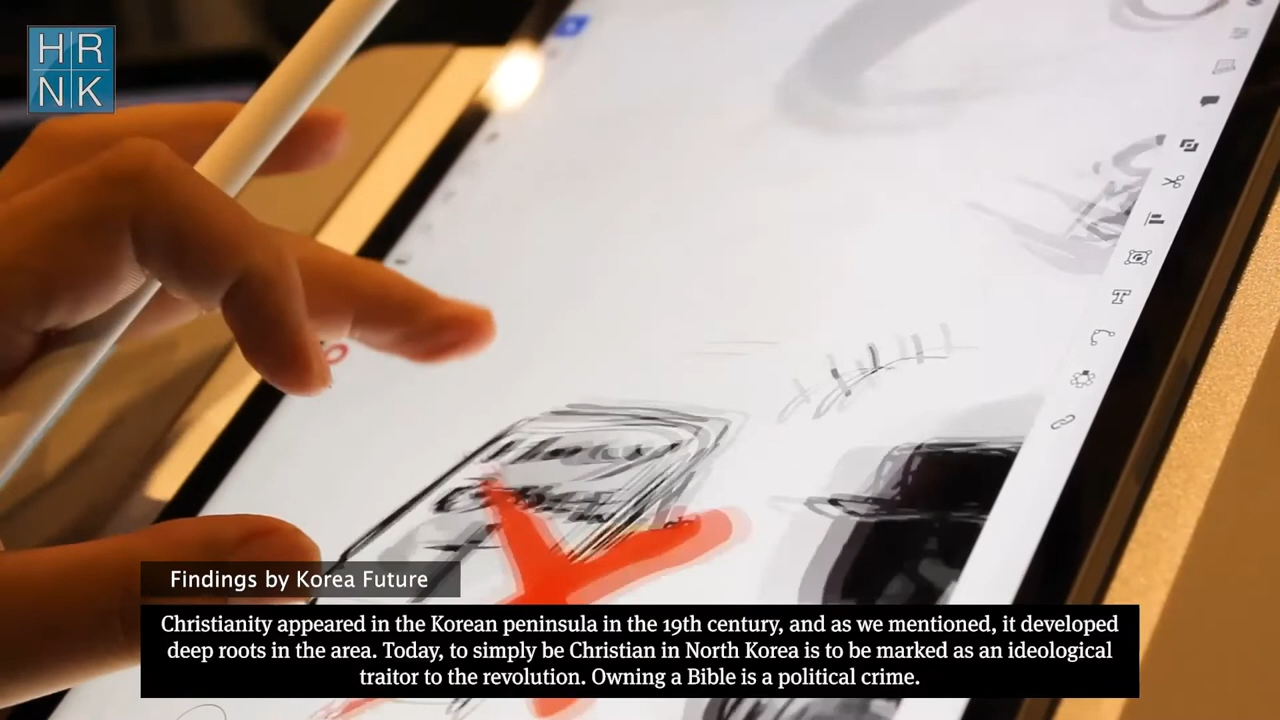 HR
NK
Findings by Korea Future
Christianity appeared in the Korean peninsula in the 19th century, and as we mentioned, it developed
deep roots in the area. Today, to simply be Christian in North Korea is to be marked as an ideological
traitor to the revolution. Owning a Bible is a political crime.